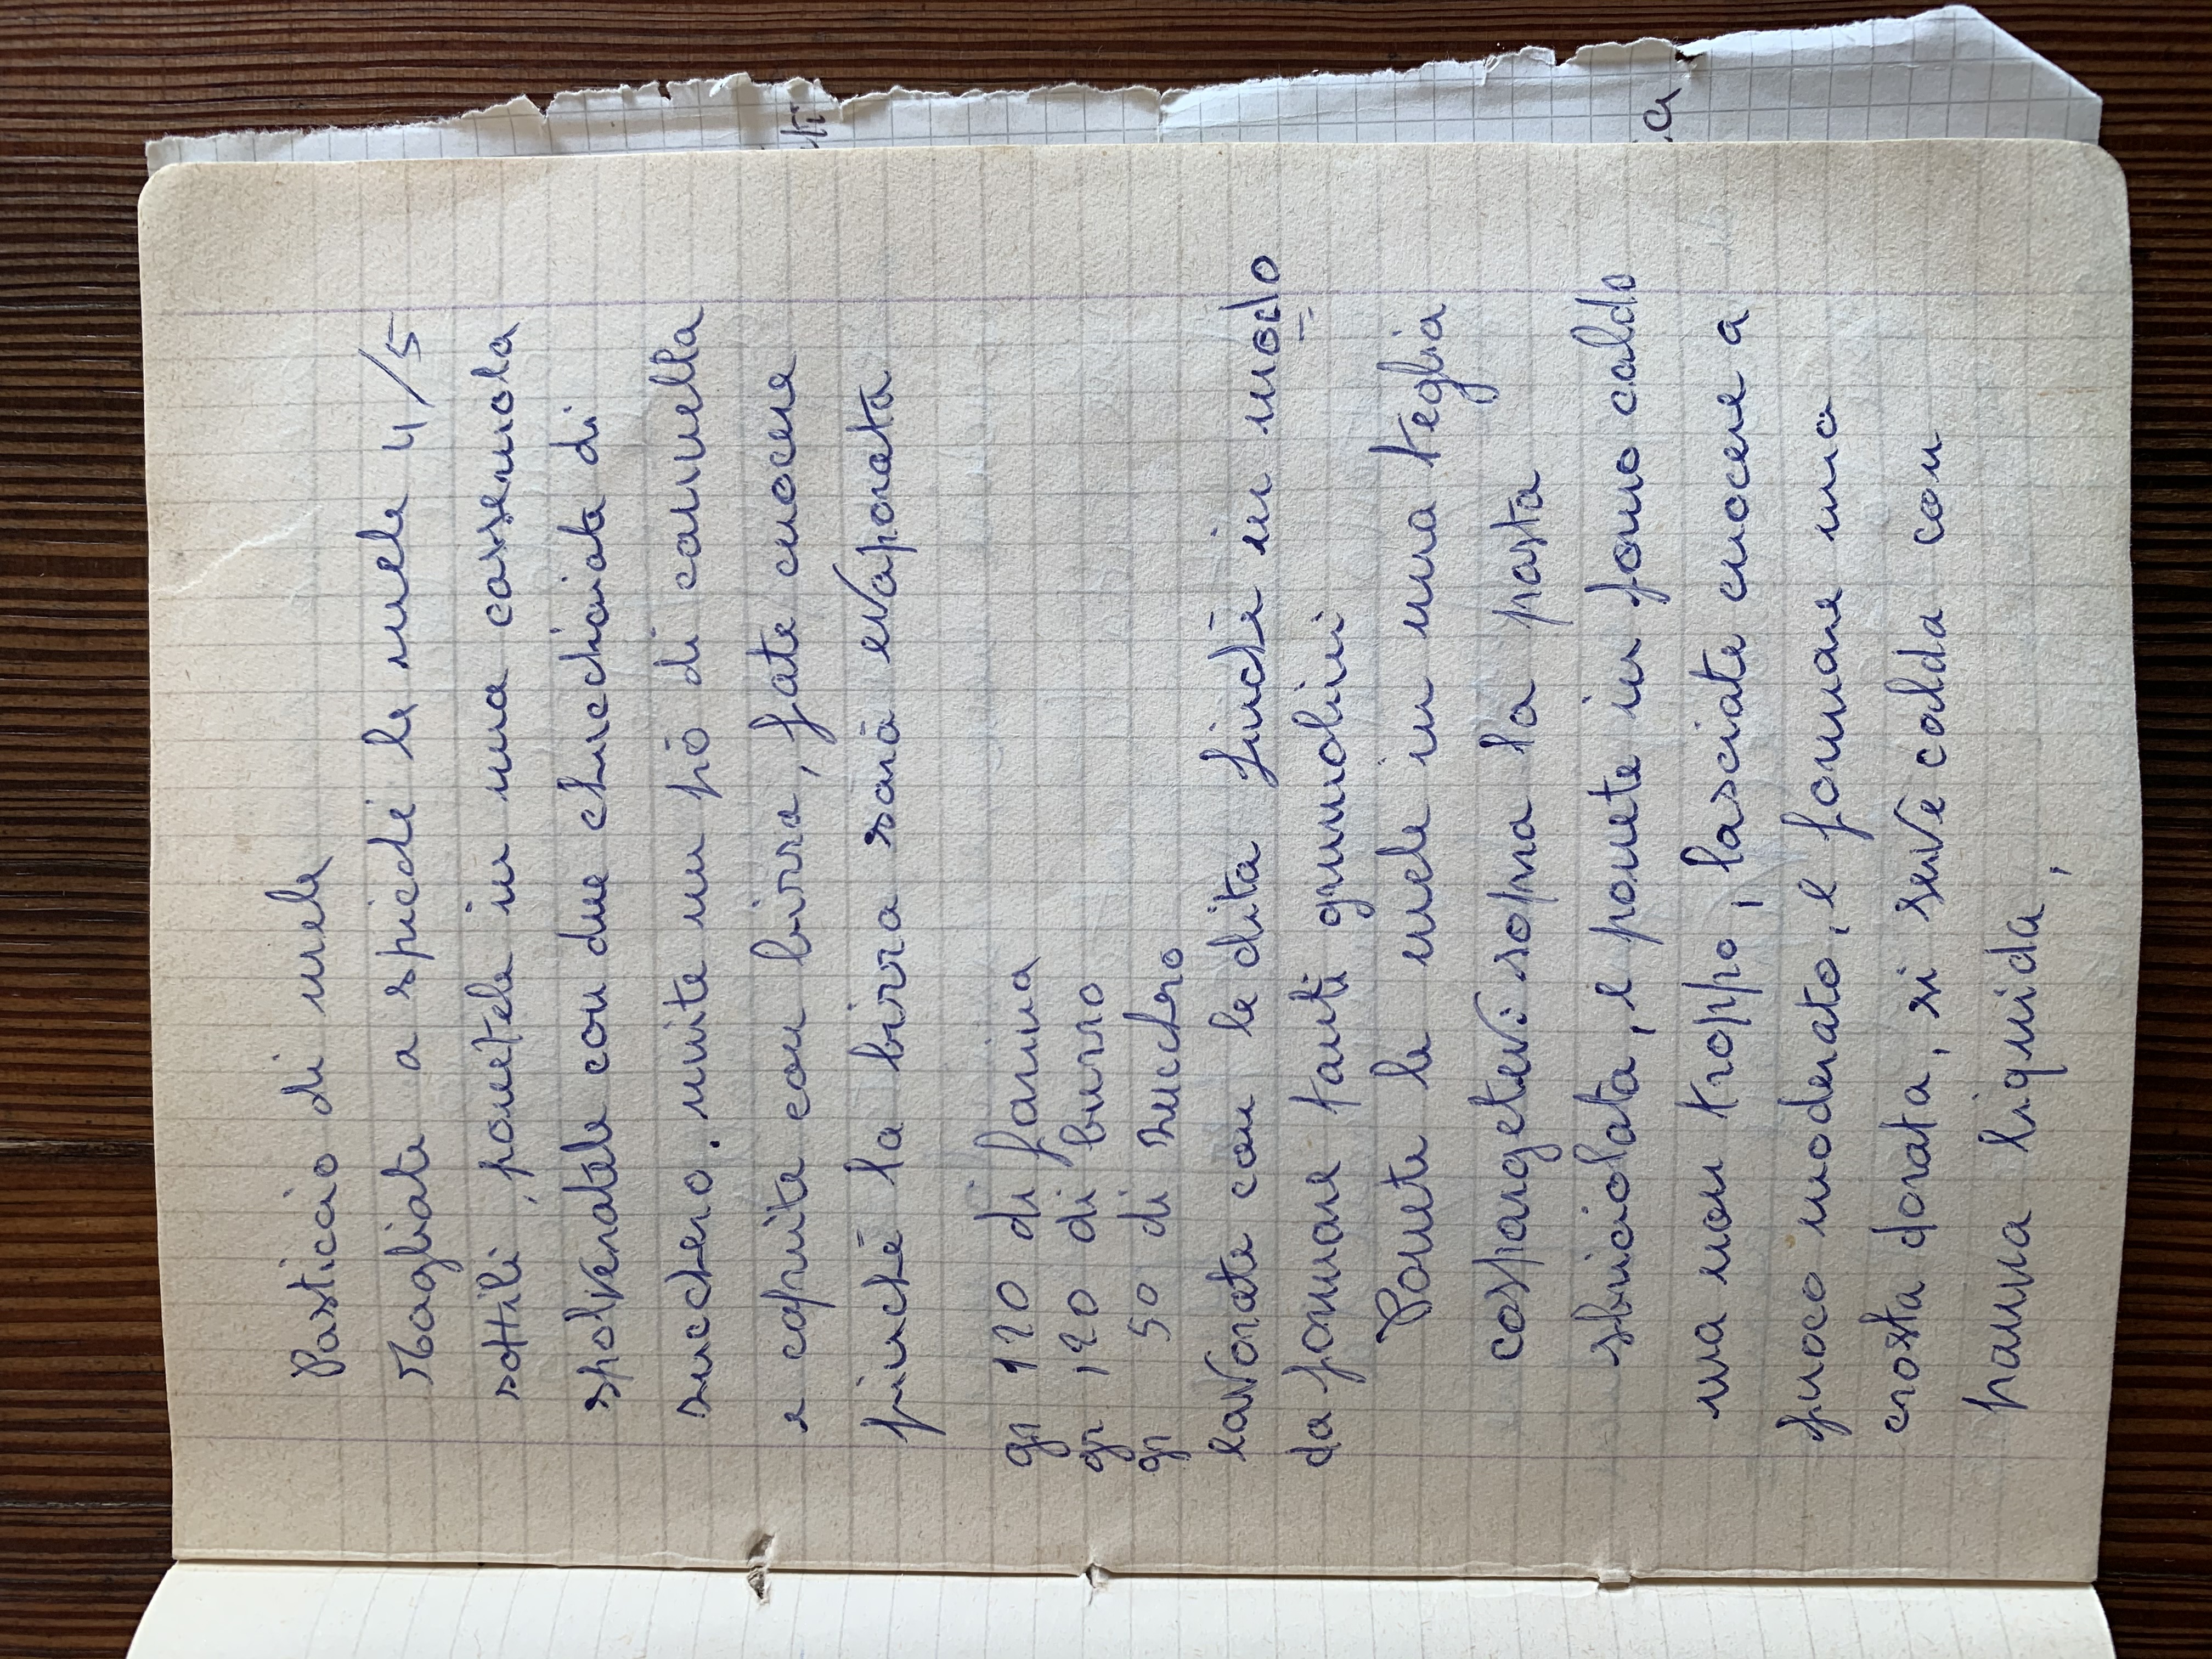 Pasticcio di mele
Tagliate a spicchi le mele 4/5
sottili, ponetele in una casseruola
spolveratele con due chucchiaiate di
zucchero. unite un pò di cannella
e coprite con birra, fate cuocere
finchè la birra sarà evaporata
gr 120 di farina
gr 120 di burro
gr 50 di zucchero
lavorate con le dita finchè in modo
da formare tanti grumolini
Ponete le mele in una teglia
cospargetevi sopra la pasta
sbriciolata, e ponete in forno caldo
ma non troppo, lasciate cuocere a
fuoco moderato, e formare una
crosta dorata, si serve calda con
panna liquida,